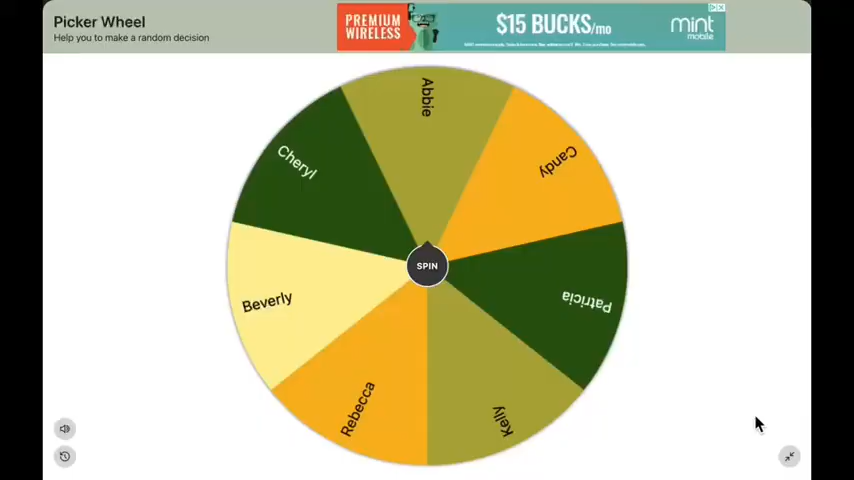 Picker Wheel
Help you to make a random decision
PREMIUM
WIRELESS
$15 BUCKS/mo
mint
mobile
Abbie
Candy
Cheryl
Patricia
Beverly
SPIN
Rebecca
Kelly